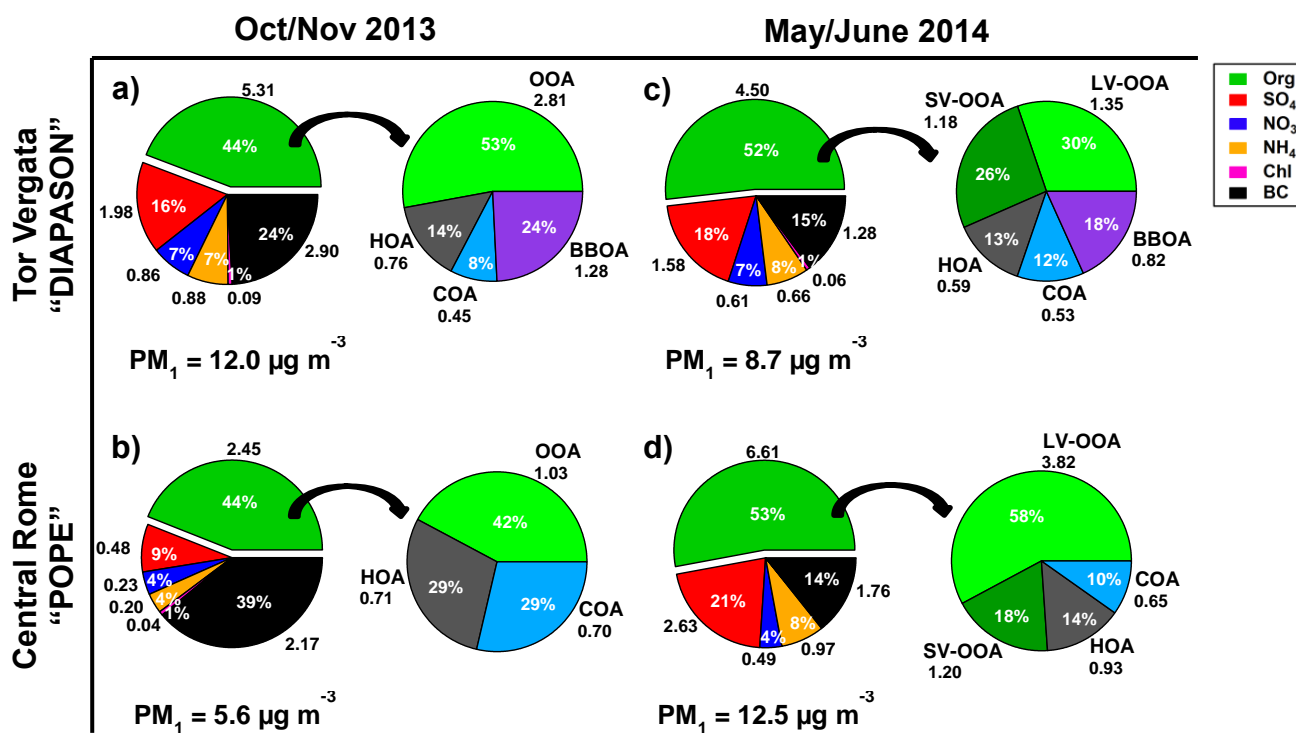 Oct/Nov 2013
May/June 2014
Tor Vergata
“DIAPASON”
Central Rome
“POPE”
Org
SO₄
NO₃
NH₄
Chl
BC
a)
5.31
44%
1.98
16%
0.86
7%
0.88
7%
0.09
1%
24%
2.90
OOA
2.81
53%
HOA
0.76
14%
COA
0.45
8%
BBOA
1.28
24%
PM₁ = 12.0 µg m⁻³
c)
4.50
52%
1.58
18%
0.61
7%
0.66
8%
0.06
1%
15%
1.28
SV-OOA
1.18
26%
LV-OOA
1.35
30%
HOA
0.59
13%
COA
0.53
12%
BBOA
0.82
18%
PM₁ = 8.7 µg m⁻³
b)
2.45
44%
0.48
9%
0.23
4%
0.20
4%
0.04
1%
39%
2.17
OOA
1.03
42%
HOA
0.71
29%
COA
0.70
29%
PM₁ = 5.6 µg m⁻³
d)
6.61
53%
2.63
21%
0.49
4%
0.97
8%
14%
1.76
LV-OOA
3.82
58%
SV-OOA
1.20
18%
HOA
0.93
14%
COA
0.65
10%
PM₁ = 12.5 µg m⁻³